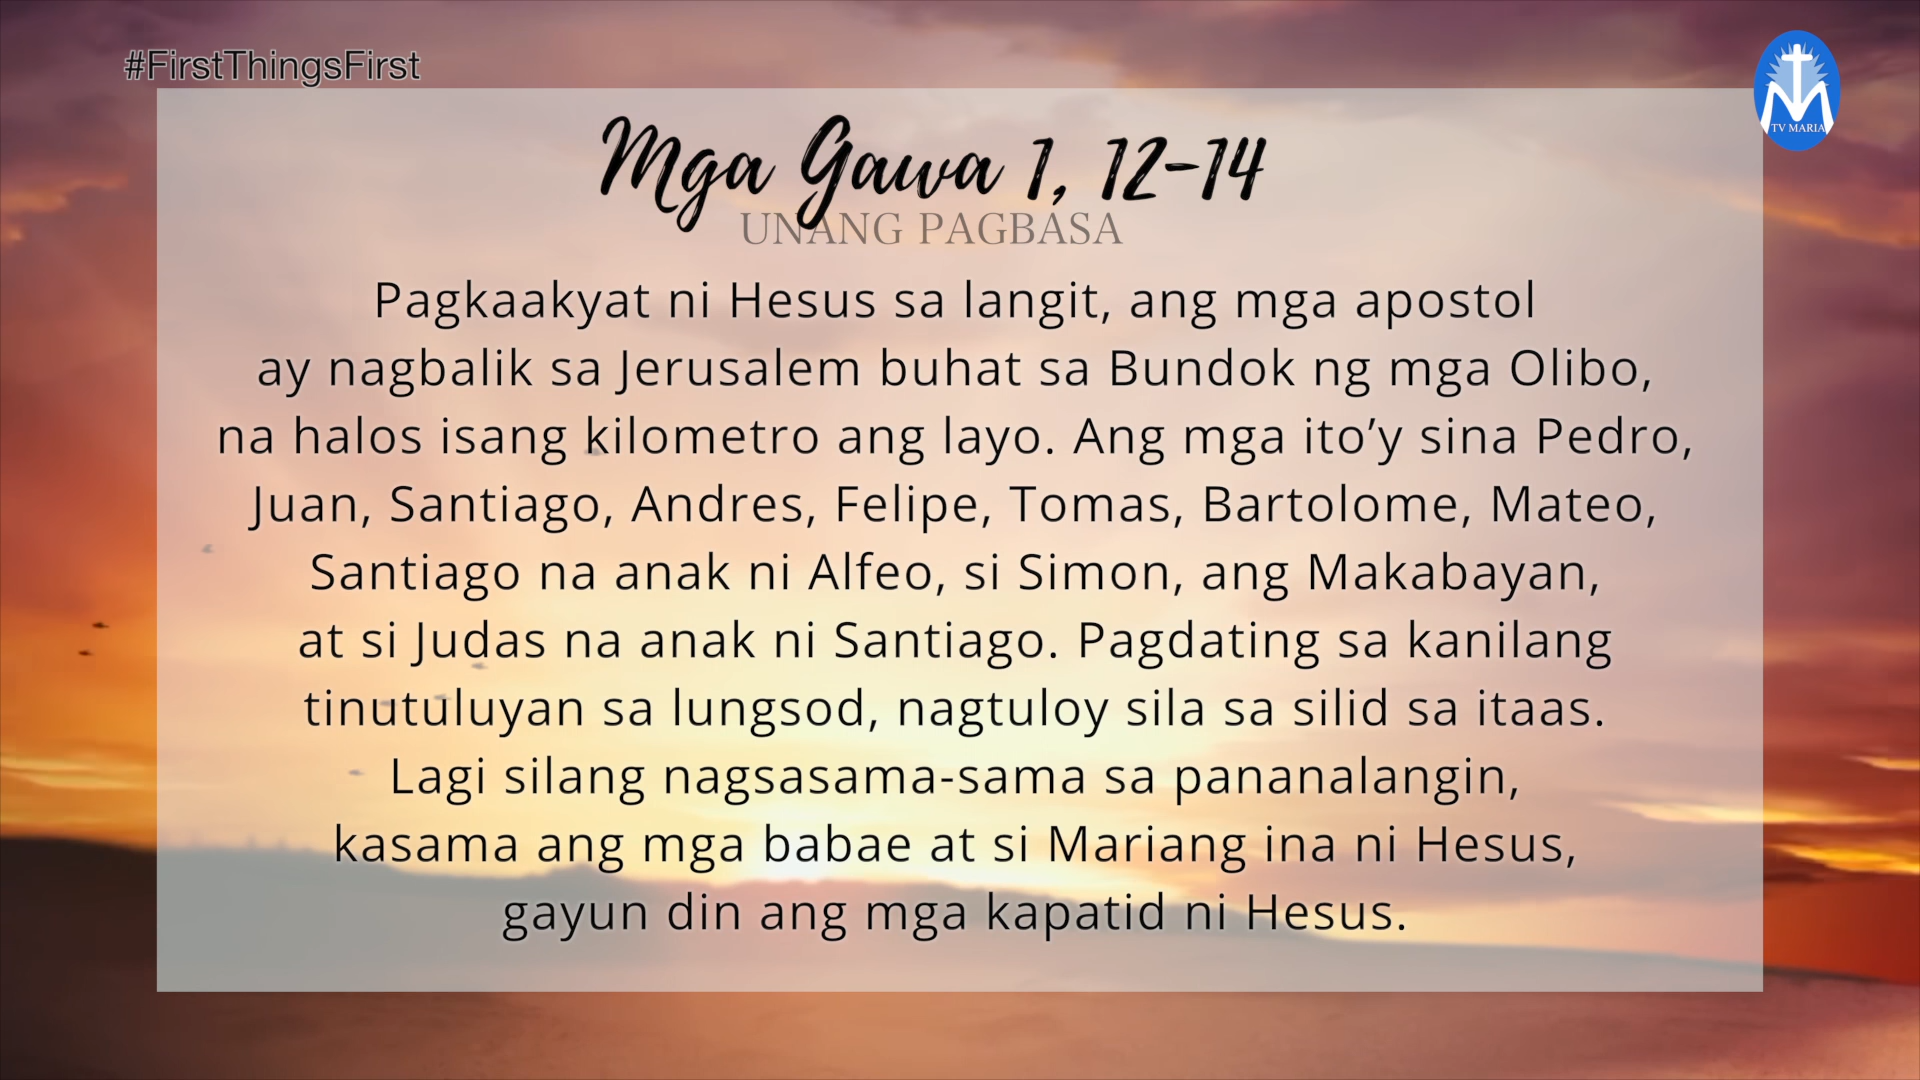 #FirstThingsFirst
TV MARIA
Mga Gawa 1, 12-14
UNANG PAGBASA
Pagkaakyat ni Hesus sa langit, ang mga apostol
ay nagbalik sa Jerusalem buhat sa Bundok ng mga Olibo,
na halos isang kilometro ang layo. Ang mga ito’y sina Pedro,
Juan, Santiago, Andres, Felipe, Tomas, Bartolome, Mateo,
Santiago na anak ni Alfeo, si Simon, ang Makabayan,
at si Judas na anak ni Santiago. Pagdating sa kanilang
tinutuluyan sa lungsod, nagtuloy sila sa silid sa itaas.
Lagi silang nagsasama-sama sa pananalangin,
kasama ang mga babae at si Mariang ina ni Hesus,
gayun din ang mga kapatid ni Hesus.